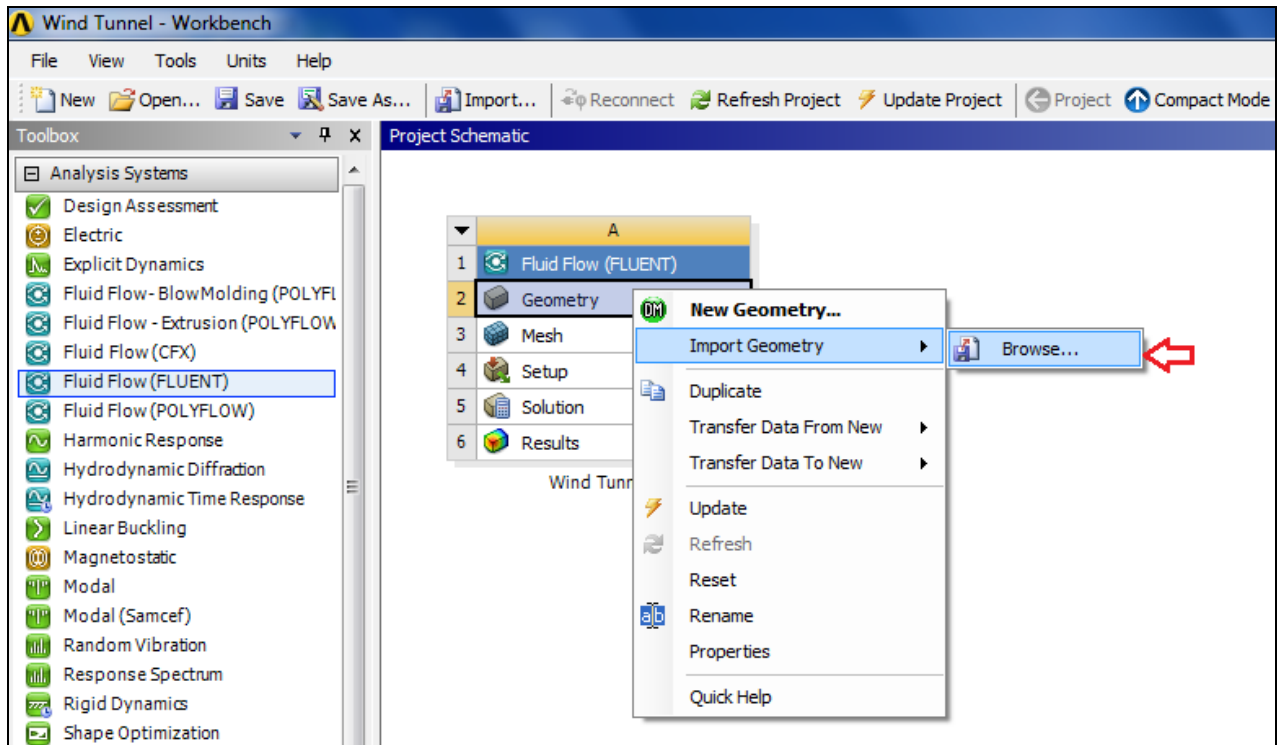 Wind Tunnel - Workbench
File View Tools Units Help
New Open... Save Save As... Import... Reconnect Refresh Project Update Project Project Compact Mode
Toolbox
Project Schematic
Analysis Systems
Design Assessment
Electric
Explicit Dynamics
Fluid Flow- BlowMolding (POLYFL
Fluid Flow - Extrusion (POLYFLOW
Fluid Flow (CFX)
Fluid Flow (FLUENT)
Fluid Flow (POLYFLOW)
Harmonic Response
Hydrodynamic Diffraction
Hydrodynamic Time Response
Linear Buckling
Magnetostatic
Modal
Modal (Samcef)
Random Vibration
Response Spectrum
Rigid Dynamics
Shape Optimization
A
1 Fluid Flow (FLUENT)
2 Geometry
3 Mesh
4 Setup
5 Solution
6 Results
Wind Tunn
DM New Geometry...
Import Geometry
Browse...
Duplicate
Transfer Data From New
Transfer Data To New
Update
Refresh
Reset
ab Rename
Properties
Quick Help